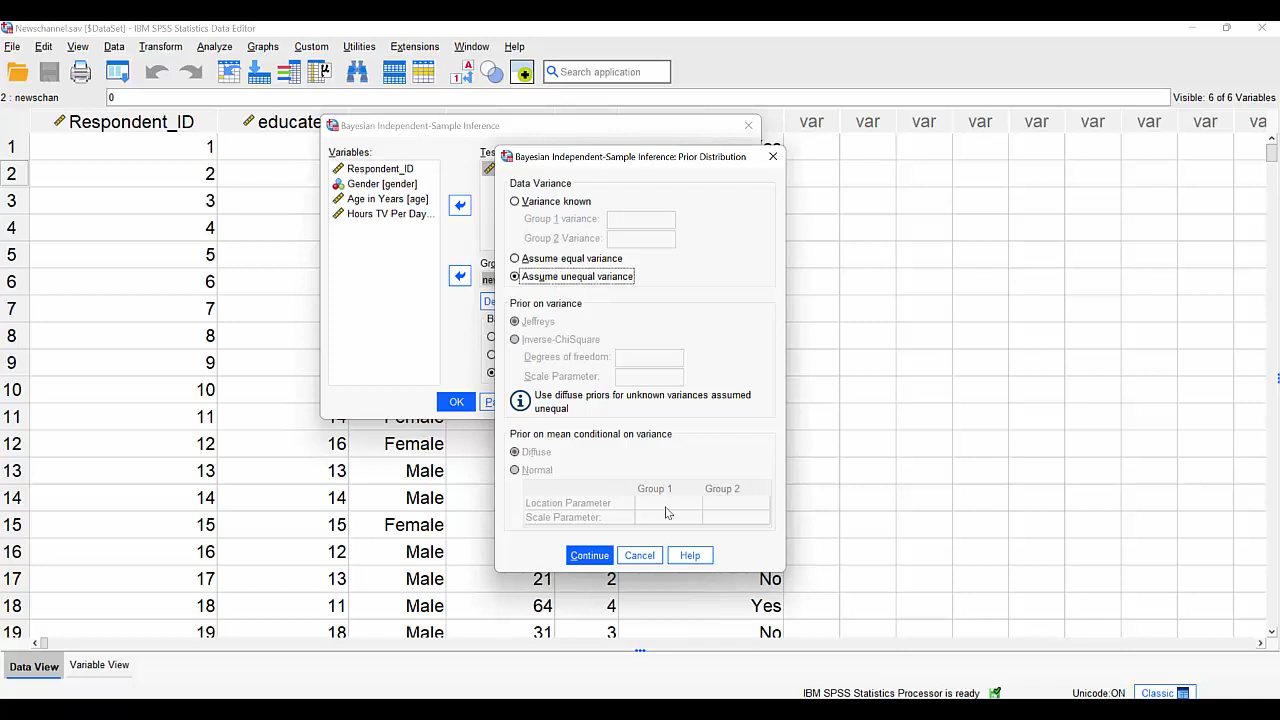 Newschannel.sav [$DataSet] - IBM SPSS Statistics Data Editor
File Edit View Data Transform Analyze Graphs Custom Utilities Extensions Window Help
Search application
2 : newschan 0 Visible: 6 of 6 Variables
Respondent_ID educate var var var var var var var var va
Bayesian Independent-Sample Inference
Variables:
Respondent_ID
Gender [gender]
Age in Years [age]
Hours TV Per Day...
Tes
Gro
new
De
Ba
OK Pa
Bayesian Independent-Sample Inference: Prior Distribution
Data Variance
Variance known
Group 1 variance:
Group 2 Variance:
Assume equal variance
Assume unequal variance
Prior on variance
Jeffreys
Inverse-ChiSquare
Degrees of freedom:
Scale Parameter:
Use diffuse priors for unknown variances assumed
unequal
Prior on mean conditional on variance
Diffuse
Normal
Group 1 Group 2
Location Parameter
Scale Parameter:
Continue Cancel Help
1 1
2 2
3 3
4 4
5 5
6 6
7 7
8 8
9 9
10 10
11 11 14 Female
12 12 16 Female
13 13 13 Male
14 14 14 Male
15 15 15 Female
16 16 12 Male
17 17 13 Male 21 2 No
18 18 11 Male 64 4 Yes
19 19 18 Male 31 3 No
Data View Variable View
IBM SPSS Statistics Processor is ready Unicode:ON Classic